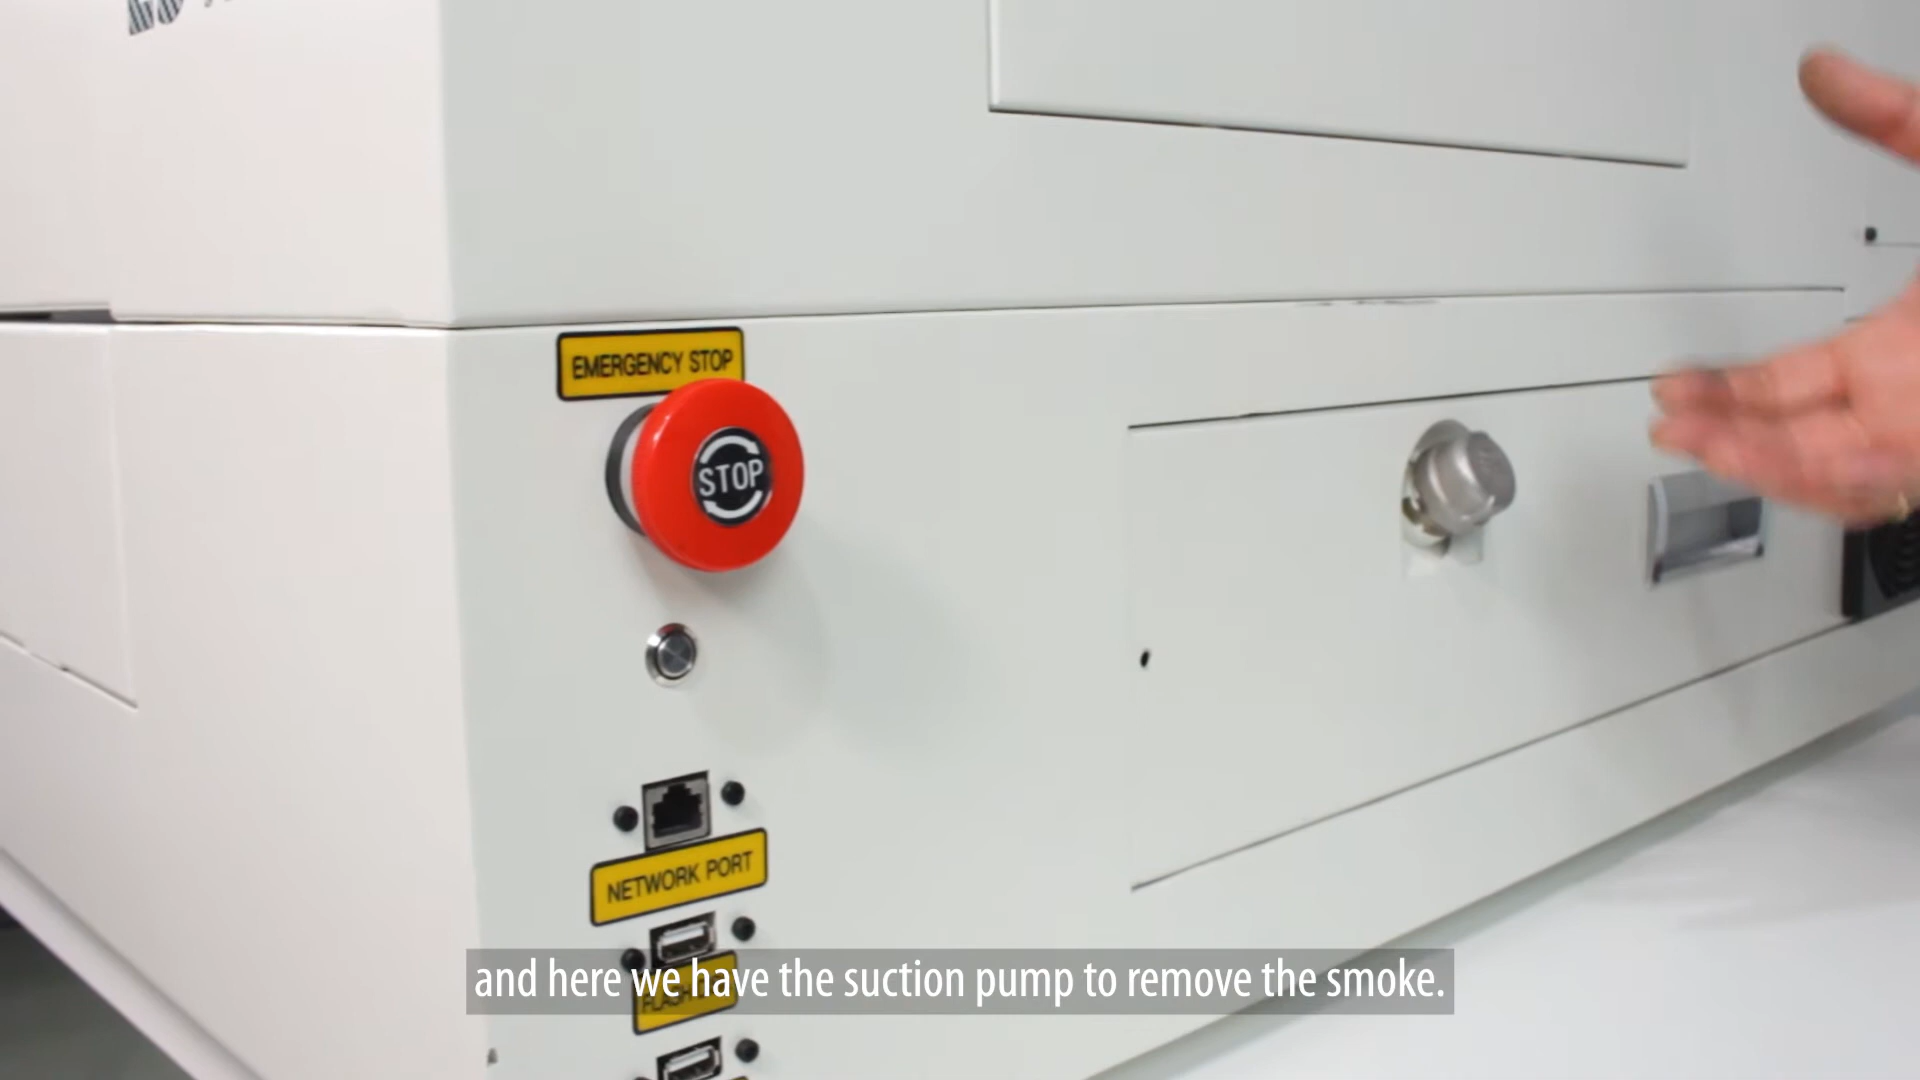 EMERGENCY STOP
STOP
NETWORK PORT
and here we have the suction pump to remove the smoke.